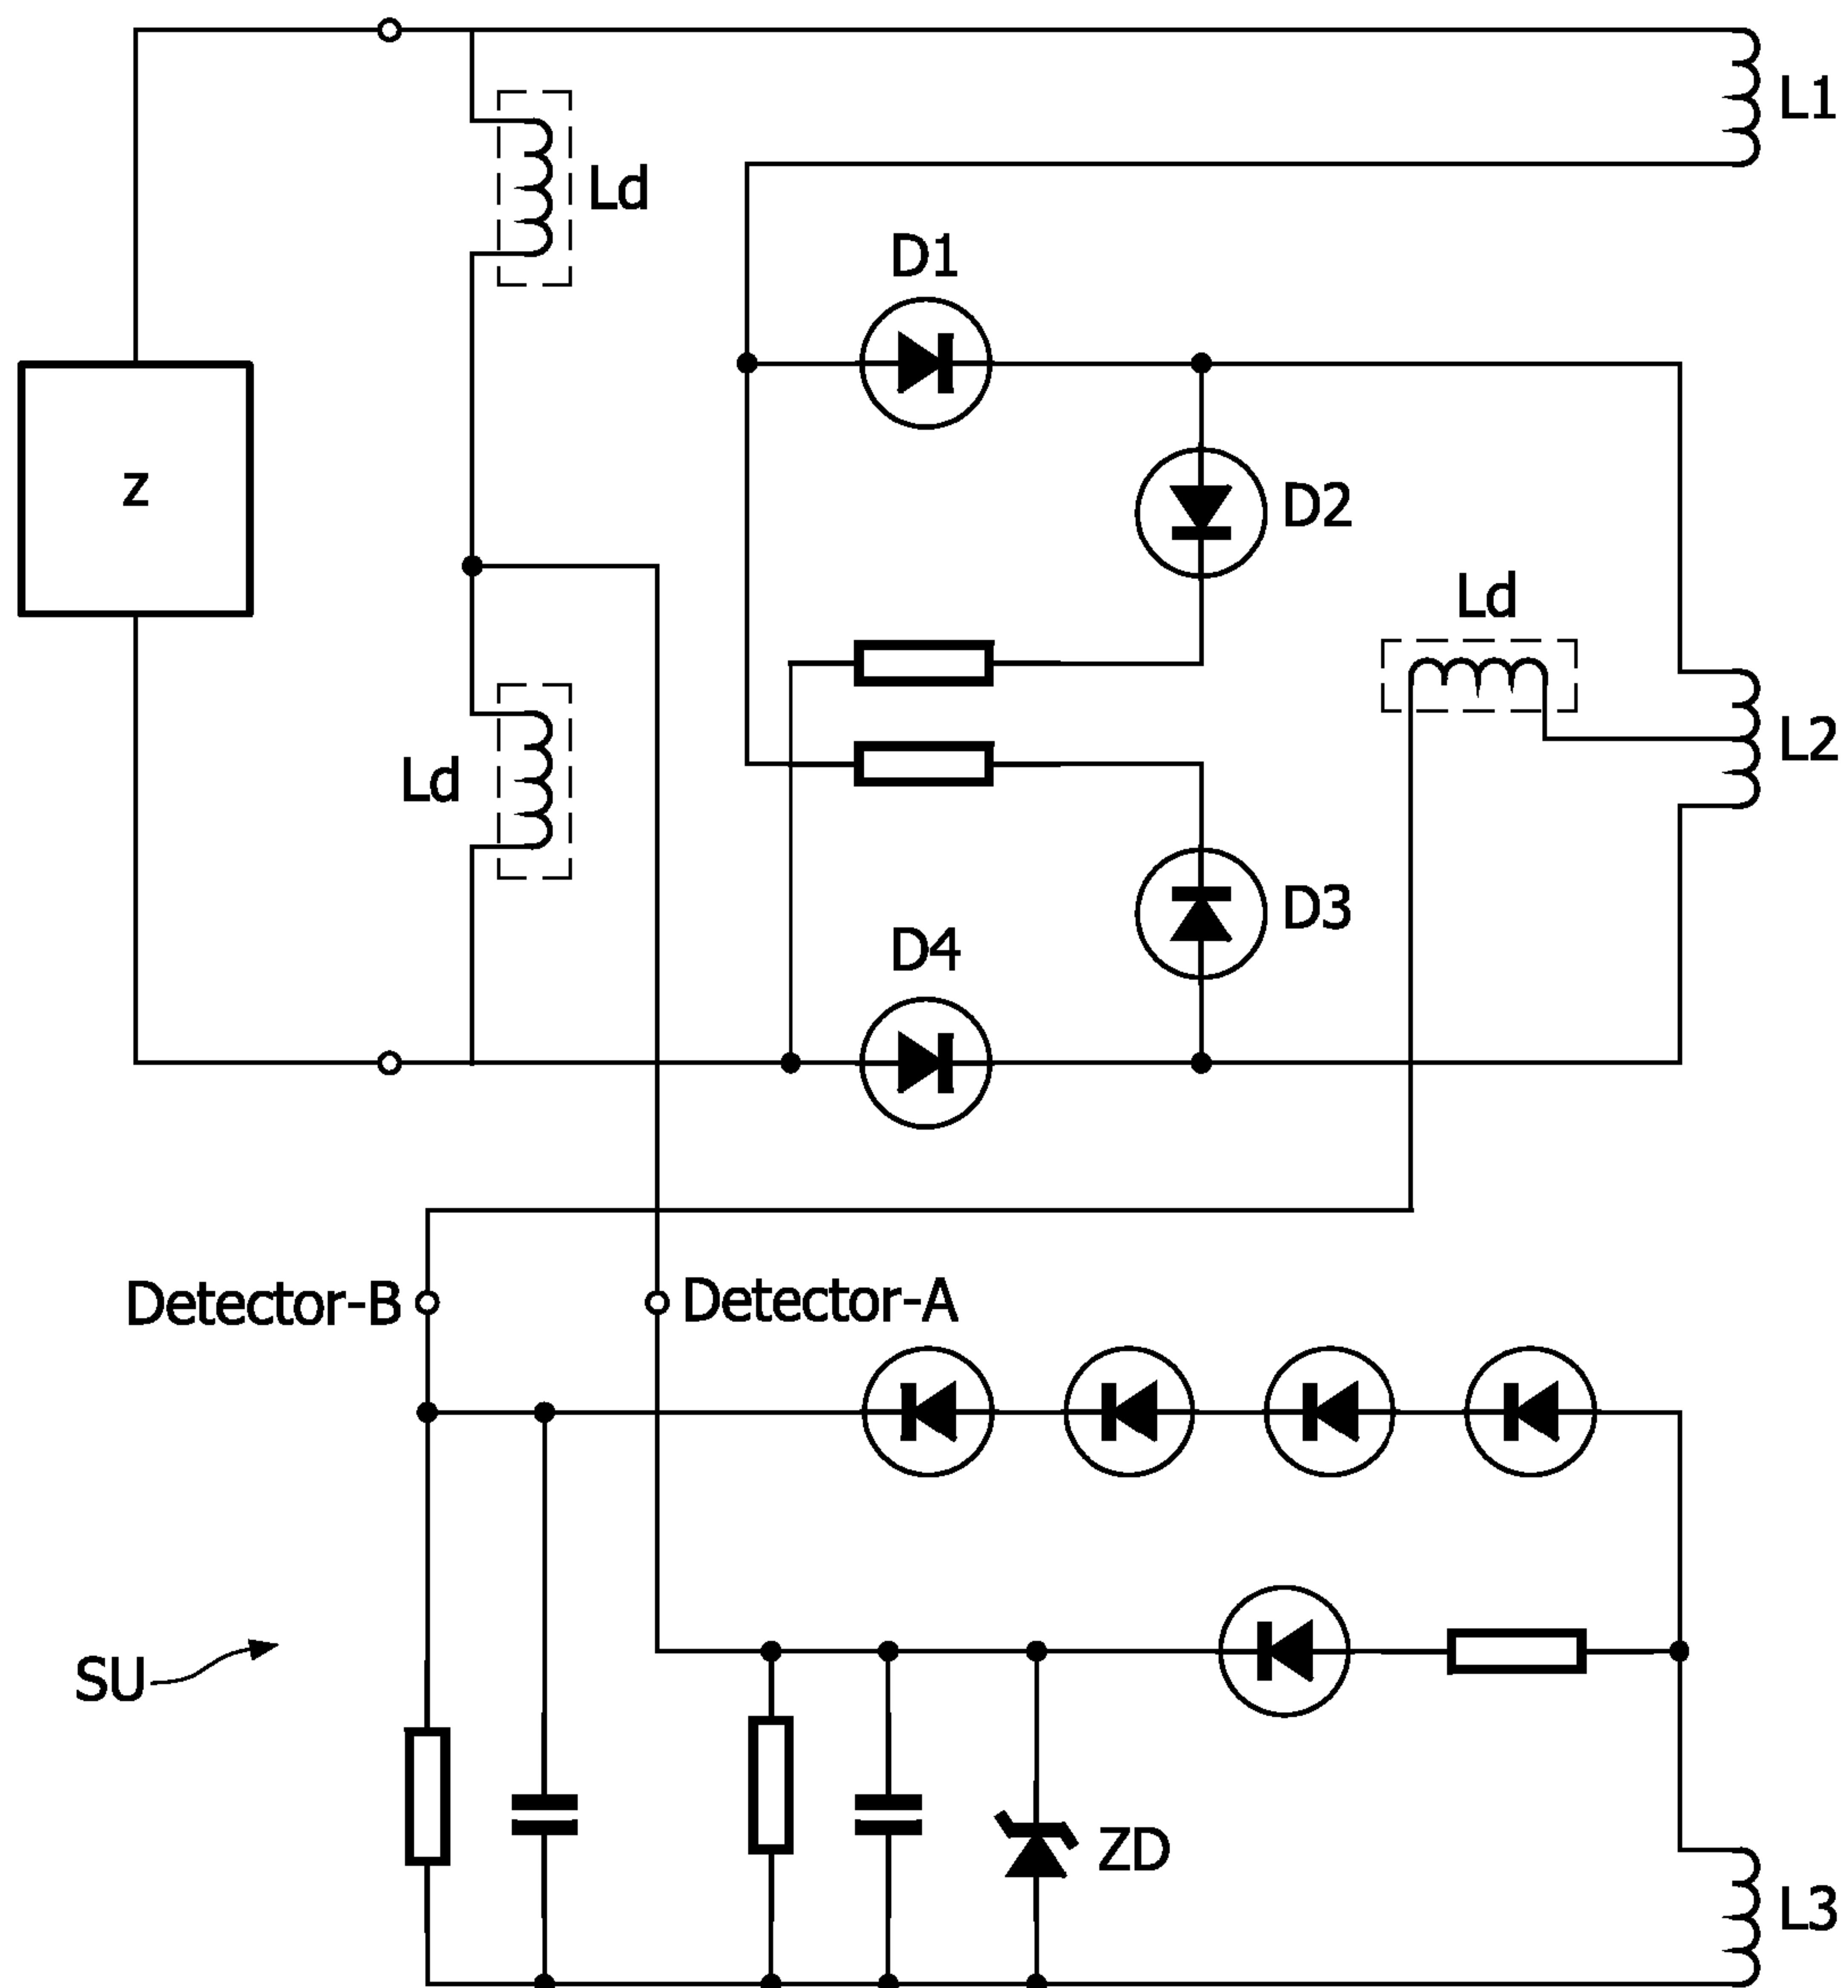 L1
Ld
D1
z
D2
Ld
L2
Ld
D3
D4
Detector-B
Detector-A
SU
ZD
L3